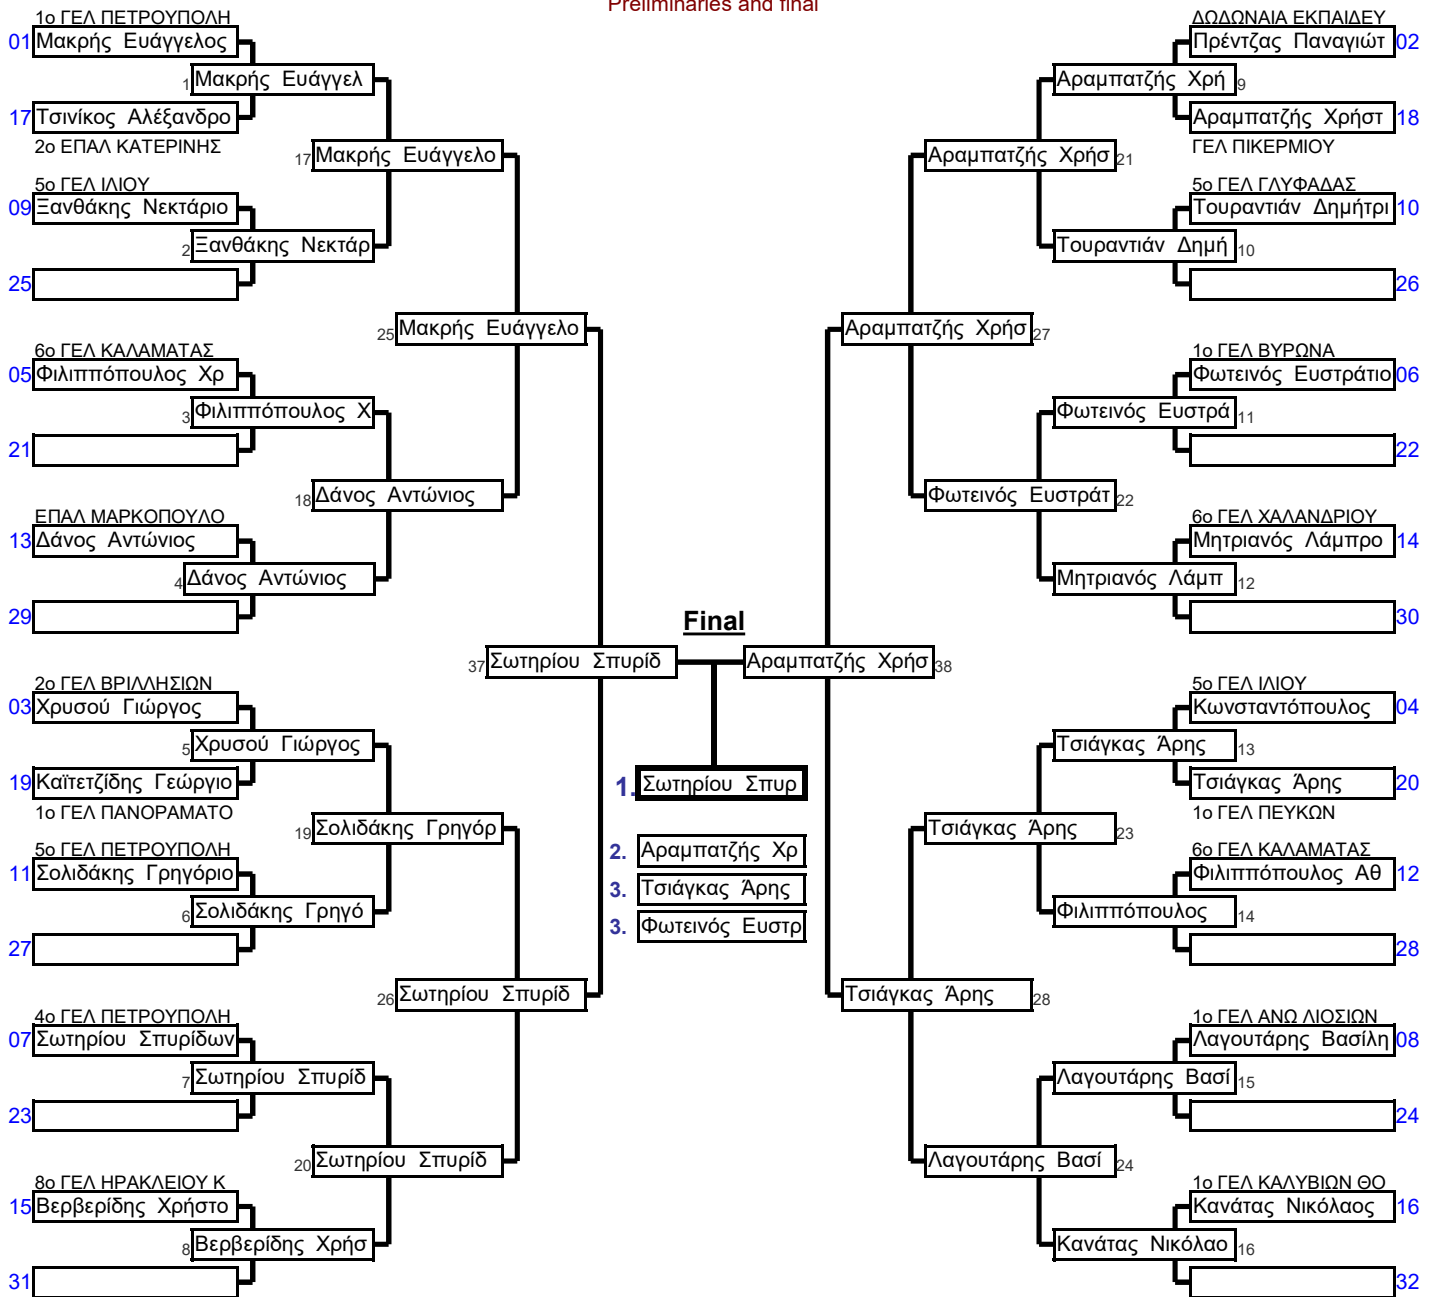 Preliminaries and final
1ο ΓΕΛ ΠΕΤΡΟΥΠΟΛΗ
01 Μακρής Ευάγγελος
1 Μακρής Ευάγγελ
17 Τσινίκος Αλέξανδρο
2ο ΕΠΑΛ ΚΑΤΕΡΙΝΗΣ
17 Μακρής Ευάγγελο
5ο ΓΕΛ ΙΛΙΟΥ
09 Ξανθάκης Νεκτάριο
2 Ξανθάκης Νεκτάρ
25
25 Μακρής Ευάγγελο
6ο ΓΕΛ ΚΑΛΑΜΑΤΑΣ
05 Φιλιππόπουλος Χρ
3 Φιλιππόπουλος Χ
21
18 Δάνος Αντώνιος
ΕΠΑΛ ΜΑΡΚΟΠΟΥΛΟ
13 Δάνος Αντώνιος
4 Δάνος Αντώνιος
29
37 Σωτηρίου Σπυρίδ
2ο ΓΕΛ ΒΡΙΛΛΗΣΙΩΝ
03 Χρυσού Γιώργος
5 Χρυσού Γιώργος
19 Καϊτετζίδης Γεώργιο
1ο ΓΕΛ ΠΑΝΟΡΑΜΑΤΟ
19 Σολιδάκης Γρηγόρ
5ο ΓΕΛ ΠΕΤΡΟΥΠΟΛΗ
11 Σολιδάκης Γρηγόριο
6 Σολιδάκης Γρηγό
27
26 Σωτηρίου Σπυρίδ
4ο ΓΕΛ ΠΕΤΡΟΥΠΟΛΗ
07 Σωτηρίου Σπυρίδων
7 Σωτηρίου Σπυρίδ
23
20 Σωτηρίου Σπυρίδ
8ο ΓΕΛ ΗΡΑΚΛΕΙΟΥ Κ
15 Βερβερίδης Χρήστο
8 Βερβερίδης Χρήσ
31
Final
1. Σωτηρίου Σπυρ
2. Αραμπατζής Χρ
3. Τσιάγκας Άρης
3. Φωτεινός Ευστρ
ΔΩΔΩΝΑΙΑ ΕΚΠΑΙΔΕΥ
Πρέντζας Παναγιώτ 02
Αραμπατζής Χρή 9
Αραμπατζής Χρήστ 18
ΓΕΛ ΠΙΚΕΡΜΙΟΥ
Αραμπατζής Χρήσ 21
5ο ΓΕΛ ΓΛΥΦΑΔΑΣ
Τουραντιάν Δημήτρι 10
Τουραντιάν Δημή 10
26
Αραμπατζής Χρήσ 27
1ο ΓΕΛ ΒΥΡΩΝΑ
Φωτεινός Ευστράτιο 06
Φωτεινός Ευστρά 11
22
Φωτεινός Ευστράτ 22
6ο ΓΕΛ ΧΑΛΑΝΔΡΙΟΥ
Μητριανός Λάμπρο 14
Μητριανός Λάμπ 12
30
Αραμπατζής Χρήσ 38
5ο ΓΕΛ ΙΛΙΟΥ
Κωνσταντόπουλος 04
Τσιάγκας Άρης 13
Τσιάγκας Άρης 20
1ο ΓΕΛ ΠΕΥΚΩΝ
Τσιάγκας Άρης 23
6ο ΓΕΛ ΚΑΛΑΜΑΤΑΣ
Φιλιππόπουλος Αθ 12
Φιλιππόπουλος 14
28
Τσιάγκας Άρης 28
1ο ΓΕΛ ΑΝΩ ΛΙΟΣΙΩΝ
Λαγουτάρης Βασίλη 08
Λαγουτάρης Βασί 15
24
Λαγουτάρης Βασί 24
1ο ΓΕΛ ΚΑΛΥΒΙΩΝ ΘΟ
Κανάτας Νικόλαος 16
Κανάτας Νικόλαο 16
32